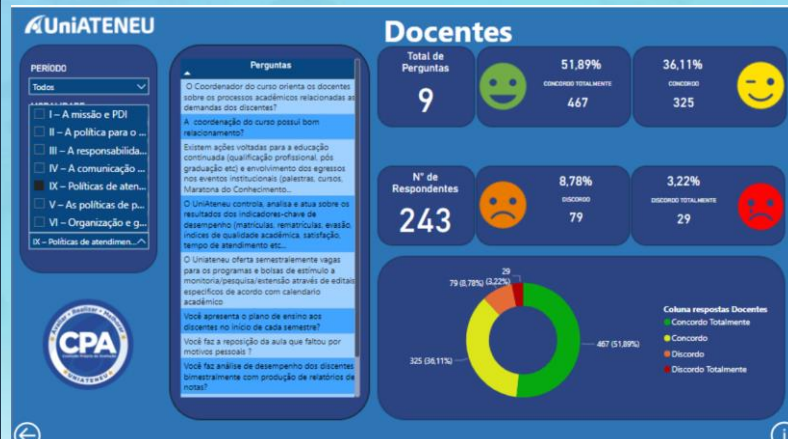 UniATENEU
Docentes
PERÍODO
Todos
I – A missão e PDI
II – A política para o ...
III – A responsabilida...
IV – A comunicação ...
IX – Políticas de aten...
V – As políticas de p...
VI – Organização e g...
IX – Políticas de atendimen...
Perguntas
O Coordenador do curso orienta os docentes
sobre os processos acadêmicos relacionadas as
demandas dos discentes?
A coordenação do curso possui bom
relacionamento?
Existem ações voltadas para a educação
continuada (qualificação profissional, pós
graduação etc) e envolvimento dos egressos
nos eventos institucionais (palestras, cursos,
Maratona do Conhecimento...
O UniAteneu controla, analisa e atua sobre os
resultados dos indicadores-chave de
desempenho (matrículas, rematrículas, evasão,
índices de qualidade acadêmica, satisfação,
tempo de atendimento etc...
O Uniateneu oferta semestralemente vagas
para os programas e bolsas de estímulo a
monitoria/pesquisa/extensão através de editais
específicos de acordo com calendário
acadêmico
Você apresenta o plano de ensino aos
discentes no início de cada semestre?
Você faz a reposição da aula que faltou por
motivos pessoais ?
Você faz análise de desempenho dos discentes
bimestralmente com produção de relatórios de
notas?
Total de
Perguntas
9
51,89%
CONCORDO TOTALMENTE
467
36,11%
CONCORDO
325
N° de
Respondentes
243
8,78%
DISCORDO
79
3,22%
DISCORDO TOTALMENTE
29
29
79 (8,78%) (3,22%)
325 (36,11%)
467 (51,89%)
Coluna respostas Docentes
Concordo Totalmente
Concordo
Discordo
Discordo Totalmente
Avaliar • Realizar • Melhorar
CPA
UNIATENEU